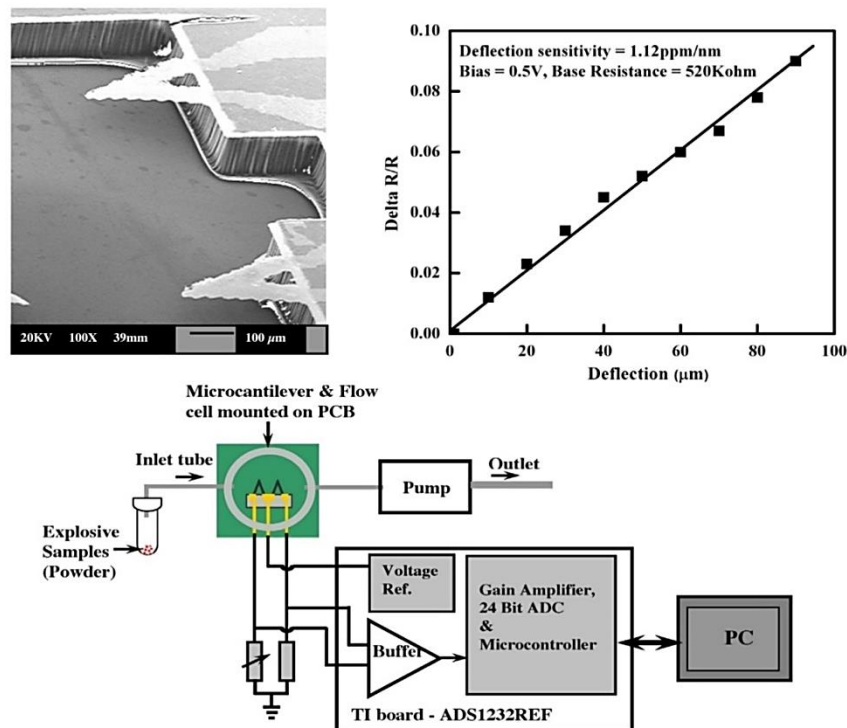 20KV 100X 39mm 100 µm
Deflection sensitivity = 1.12ppm/nm
Bias = 0.5V, Base Resistance = 520Kohm
Delta R/R
0.10
0.08
0.06
0.04
0.02
0.00
0 20 40 60 80 100
Deflection (µm)
Microcantilever & Flow
cell mounted on PCB
Inlet tube
Pump
Outlet
Explosive
Samples
(Powder)
Voltage
Ref.
Gain Amplifier,
24 Bit ADC
&
Microcontroller
Buffer
PC
TI board - ADS1232REF